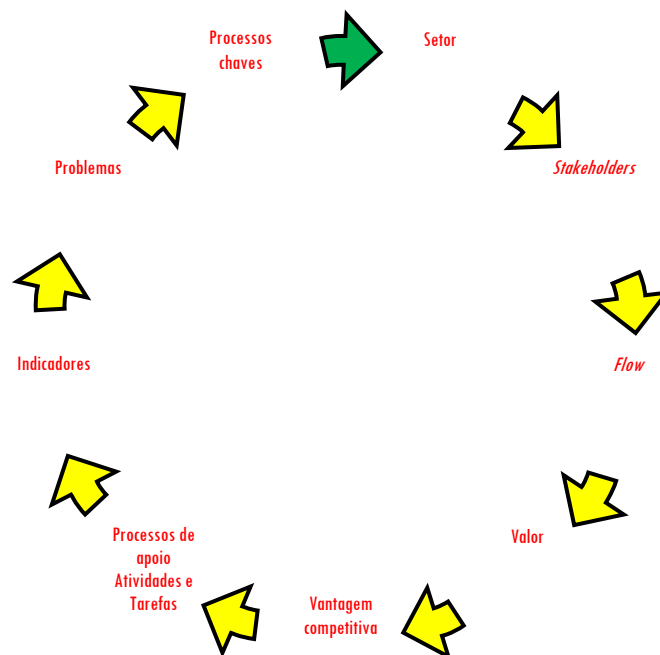 Processos
chaves
Setor
Stakeholders
Flow
Valor
Vantagem
competitiva
Processos de
apoio
Atividades e
Tarefas
Indicadores
Problemas